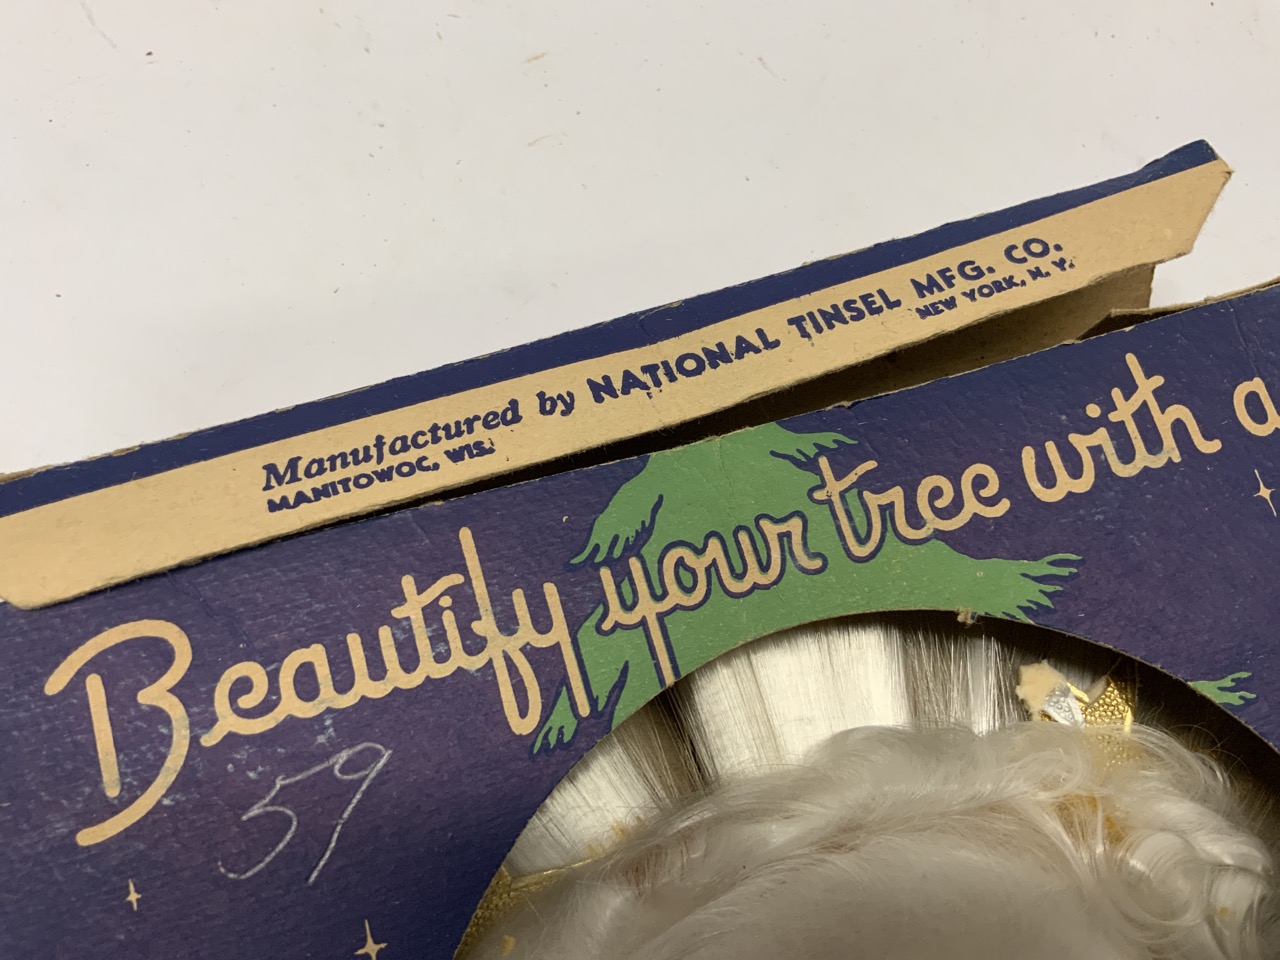 Manufactured by NATIONAL TINSEL MFG. CO.
MANITOWOC, WIS. NEW YORK, N. Y.
Beautify your tree with a
59